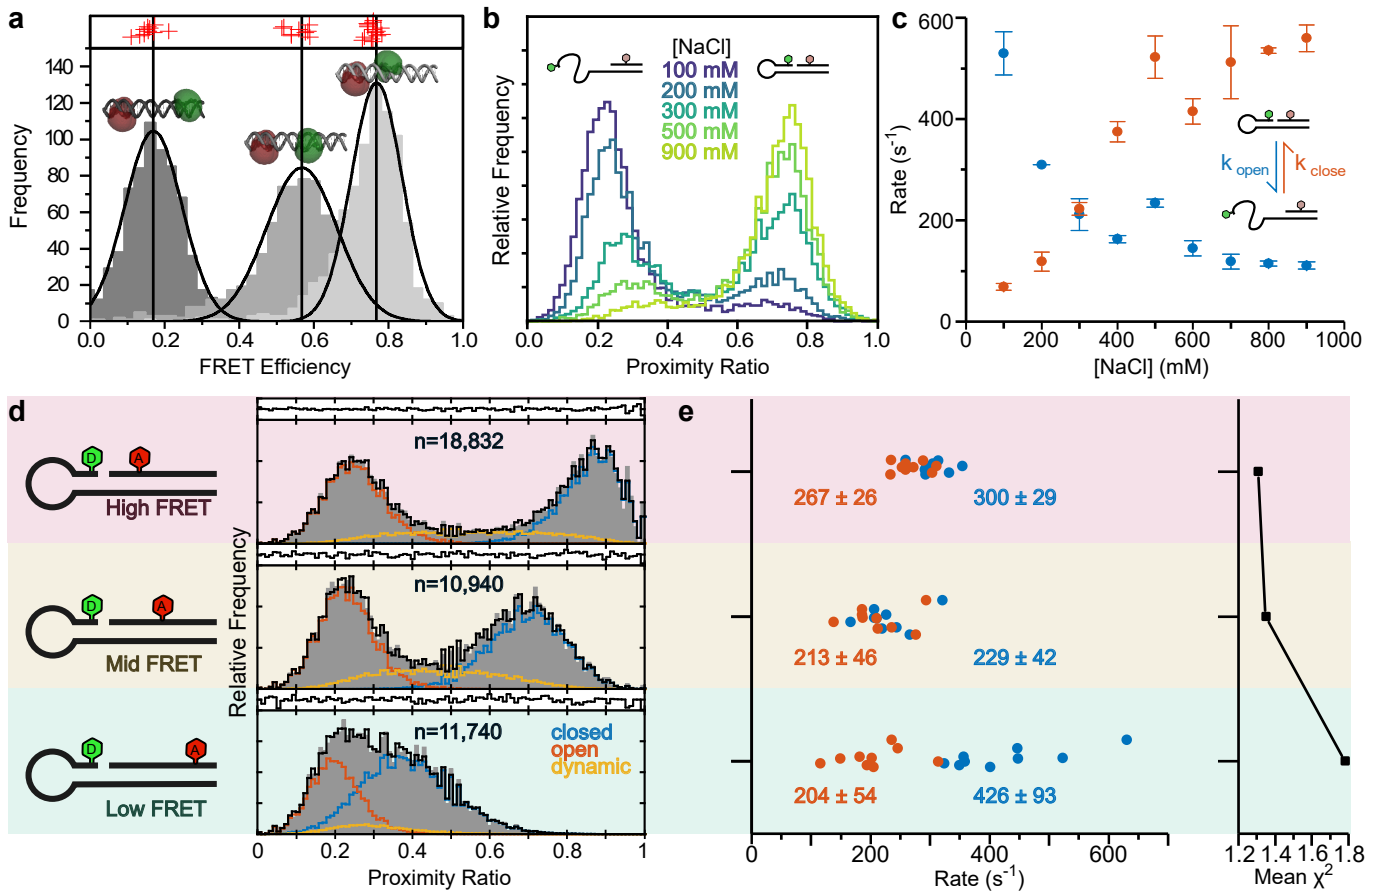 a
140
120
100
80
60
40
20
0
Frequency
0.0 0.2 0.4 0.6 0.8 1.0
FRET Efficiency
b
[NaCl]
100 mM
200 mM
300 mM
500 mM
900 mM
Relative Frequency
0.0 0.2 0.4 0.6 0.8 1.0
Proximity Ratio
c
600
400
200
0
Rate (s⁻¹)
k open
k close
0 200 400 600 800 1000
[NaCl] (mM)
d
D A
High FRET
n=18,832
D A
Mid FRET
n=10,940
D A
Low FRET
n=11,740
closed
open
dynamic
Relative Frequency
0 0.2 0.4 0.6 0.8 1
Proximity Ratio
e
267 ± 26 300 ± 29
213 ± 46 229 ± 42
204 ± 54 426 ± 93
0 200 400 600
Rate (s⁻¹)
1.2 1.4 1.6 1.8
Mean χ²